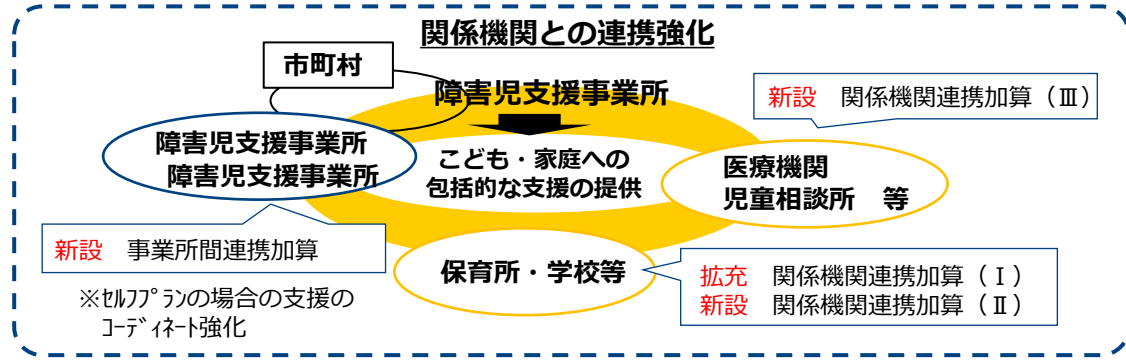 関係機関との連携強化
市町村
障害児支援事業所
新設　関係機関連携加算（Ⅲ）
障害児支援事業所
障害児支援事業所
こども・家庭への
包括的な支援の提供
医療機関
児童相談所　等
新設　事業所間連携加算
保育所・学校等
拡充　関係機関連携加算（Ⅰ）
新設　関係機関連携加算（Ⅱ）
※ｾﾙﾌﾌﾟﾗﾝの場合の支援の
ｺｰﾃﾞｨﾈｰﾄ強化